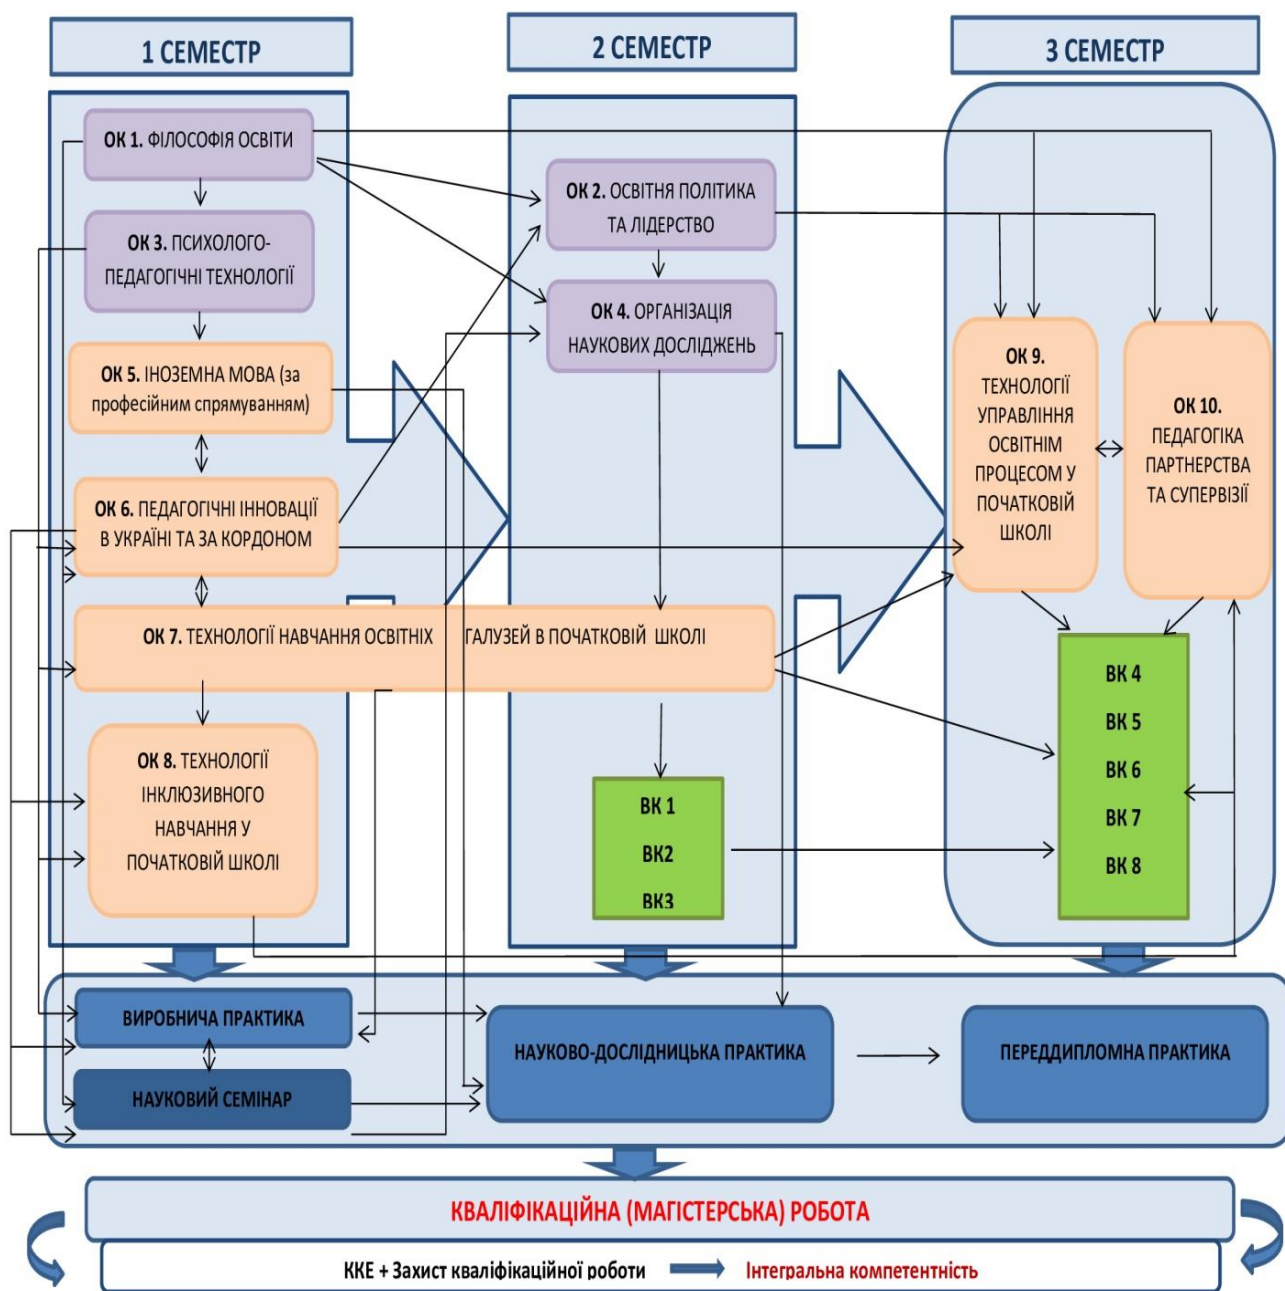 1 СЕМЕСТР
2 СЕМЕСТР
3 СЕМЕСТР
ОК 1. ФІЛОСОФІЯ ОСВІТИ
ОК 3. ПСИХОЛОГО-
ПЕДАГОГІЧНІ ТЕХНОЛОГІЇ
ОК 5. ІНОЗЕМНА МОВА (за
професійним спрямуванням)
ОК 6. ПЕДАГОГІЧНІ ІННОВАЦІЇ
В УКРАЇНІ ТА ЗА КОРДОНОМ
ОК 7. ТЕХНОЛОГІЇ НАВЧАННЯ ОСВІТНІХ ГАЛУЗЕЙ В ПОЧАТКОВІЙ ШКОЛІ
ОК 8. ТЕХНОЛОГІЇ
ІНКЛЮЗИВНОГО
НАВЧАННЯ У
ПОЧАТКОВІЙ ШКОЛІ
ОК 2. ОСВІТНЯ ПОЛІТИКА
ТА ЛІДЕРСТВО
ОК 4. ОРГАНІЗАЦІЯ
НАУКОВИХ ДОСЛІДЖЕНЬ
ВК 1
ВК2
ВК3
ОК 9.
ТЕХНОЛОГІЇ
УПРАВЛІННЯ
ОСВІТНІМ
ПРОЦЕСОМ У
ПОЧАТКОВІЙ
ШКОЛІ
ОК 10.
ПЕДАГОГІКА
ПАРТНЕРСТВА
ТА СУПЕРВІЗІЇ
ВК 4
ВК 5
ВК 6
ВК 7
ВК 8
ВИРОБНИЧА ПРАКТИКА
НАУКОВИЙ СЕМІНАР
НАУКОВО-ДОСЛІДНИЦЬКА ПРАКТИКА
ПЕРЕДДИПЛОМНА ПРАКТИКА
КВАЛІФІКАЦІЙНА (МАГІСТЕРСЬКА) РОБОТА
ККЕ + Захист кваліфікаційної роботи Інтегральна компетентність